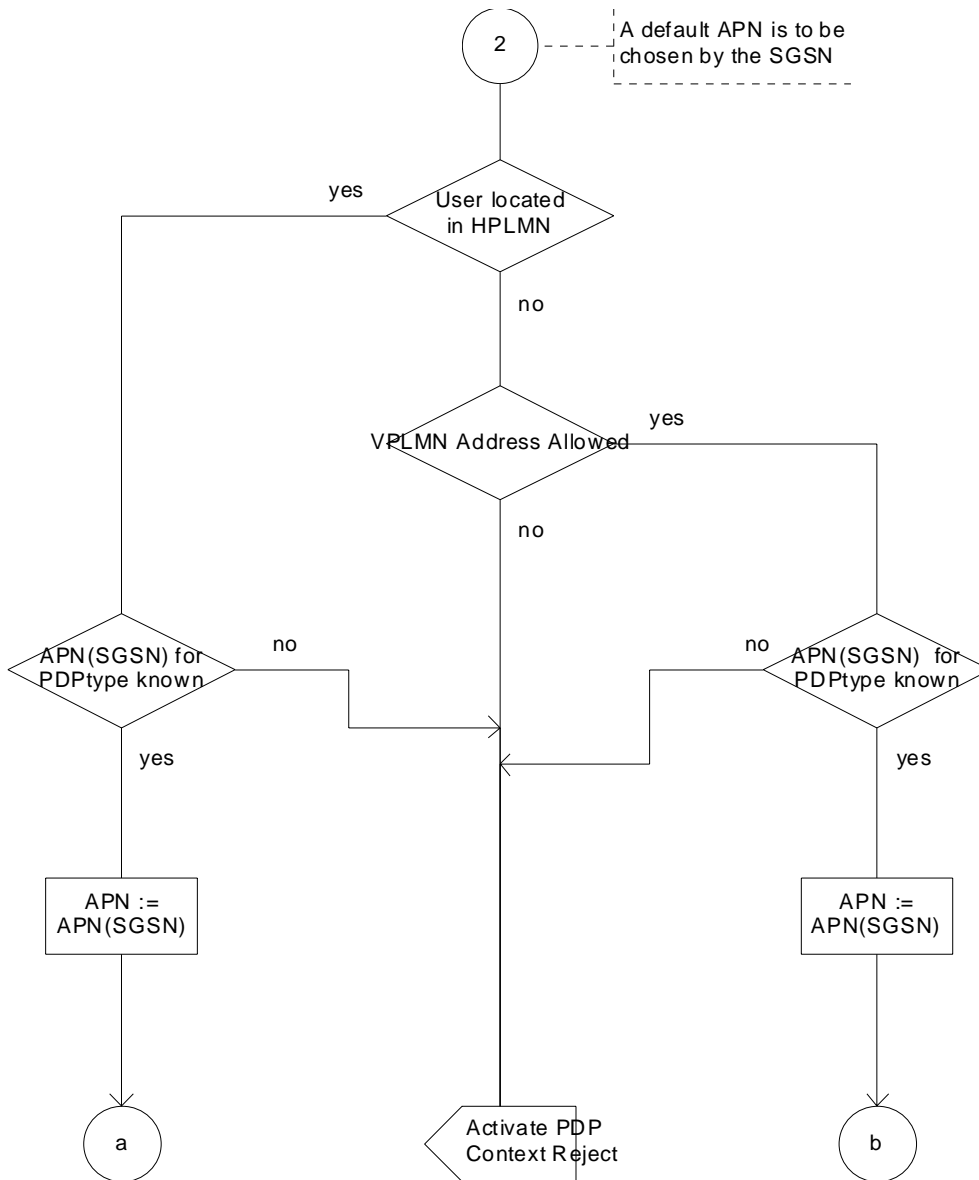 2
A default APN is to be
chosen by the SGSN
yes
User located
in HPLMN
no
VPLMN Address Allowed
yes
no
APN(SGSN) for
PDPtype known
no
no
APN(SGSN) for
PDPtype known
yes
yes
APN :=
APN(SGSN)
APN :=
APN(SGSN)
a
Activate PDP
Context Reject
b